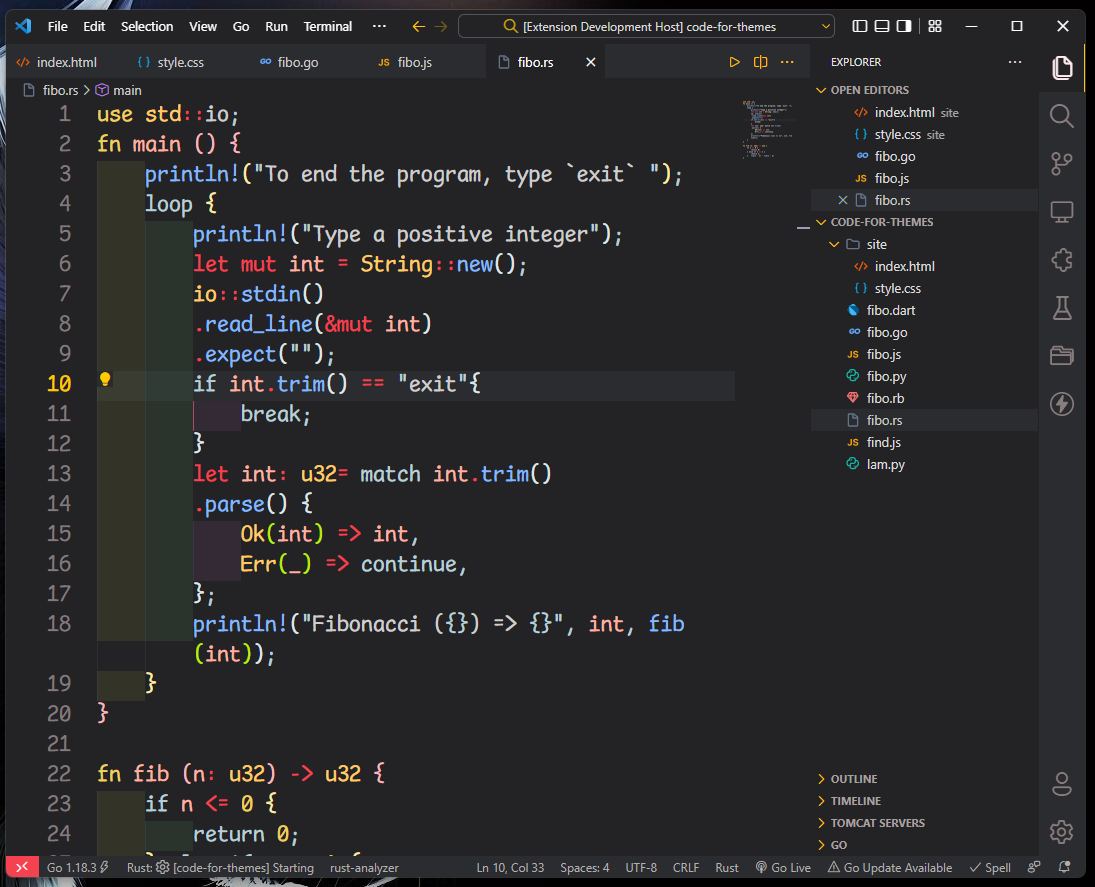 File Edit Selection View Go Run Terminal ··· [Extension Development Host] code-for-themes
index.html style.css fibo.go JS fibo.js fibo.rs
fibo.rs > main
1 use std::io;
2 fn main () {
3 println!("To end the program, type `exit` ");
4 loop {
5 println!("Type a positive integer");
6 let mut int = String::new();
7 io::stdin()
8 .read_line(&mut int)
9 .expect("");
10 if int.trim() == "exit"{
11 break;
12 }
13 let int: u32= match int.trim()
14 .parse() {
15 Ok(int) => int,
16 Err(_) => continue,
17 };
18 println!("Fibonacci ({}) => {}", int, fib
(int));
19 }
20 }
21
22 fn fib (n: u32) -> u32 {
23 if n <= 0 {
24 return 0;
EXPLORER ···
OPEN EDITORS
index.html site
style.css site
fibo.go
JS fibo.js
fibo.rs
CODE-FOR-THEMES
site
index.html
style.css
fibo.dart
fibo.go
JS fibo.js
fibo.py
fibo.rb
fibo.rs
JS find.js
lam.py
OUTLINE
TIMELINE
TOMCAT SERVERS
GO
Go 1.18.3 Rust: [code-for-themes] Starting rust-analyzer Ln 10, Col 33 Spaces: 4 UTF-8 CRLF Rust Go Live Go Update Available Spell